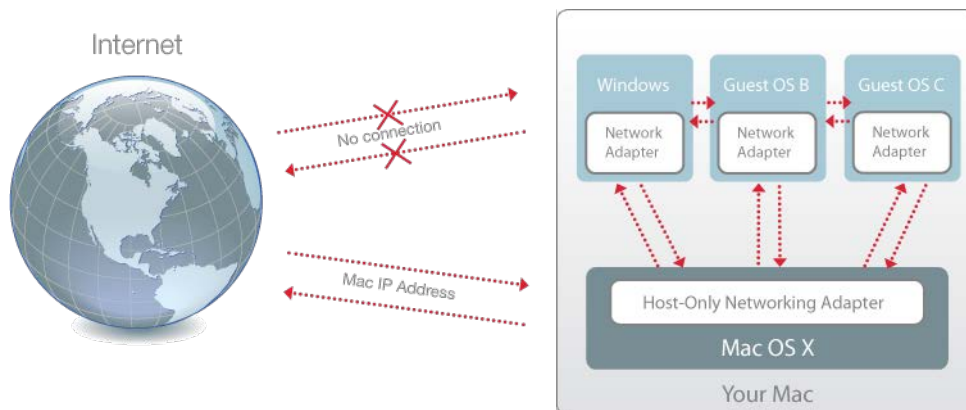 Internet
No connection
Mac IP Address
Windows
Guest OS B
Guest OS C
Network
Adapter
Network
Adapter
Network
Adapter
Host-Only Networking Adapter
Mac OS X
Your Mac